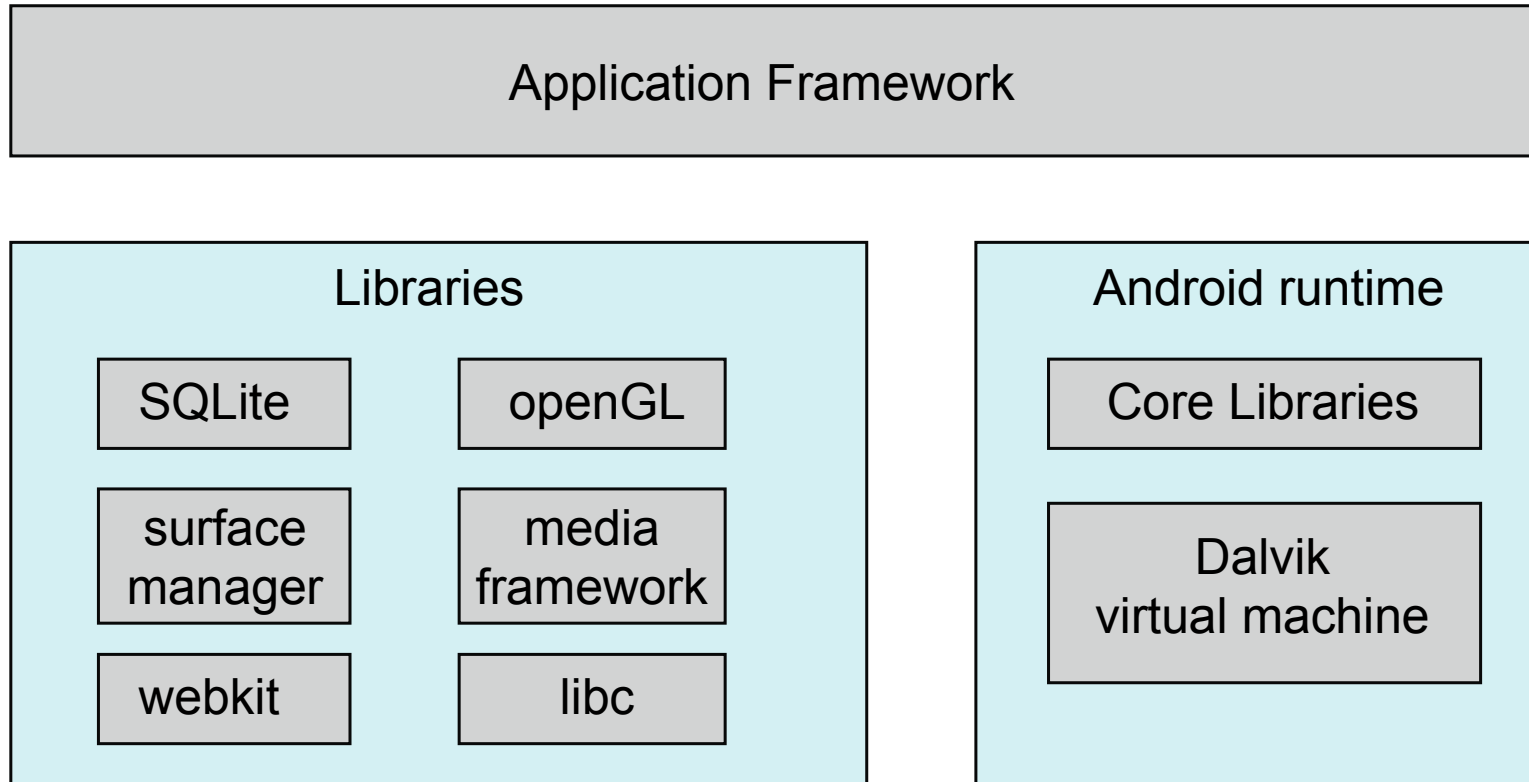 Application Framework
Libraries
SQLite
openGL
surface
manager
media
framework
webkit
libc
Android runtime
Core Libraries
Dalvik
virtual machine